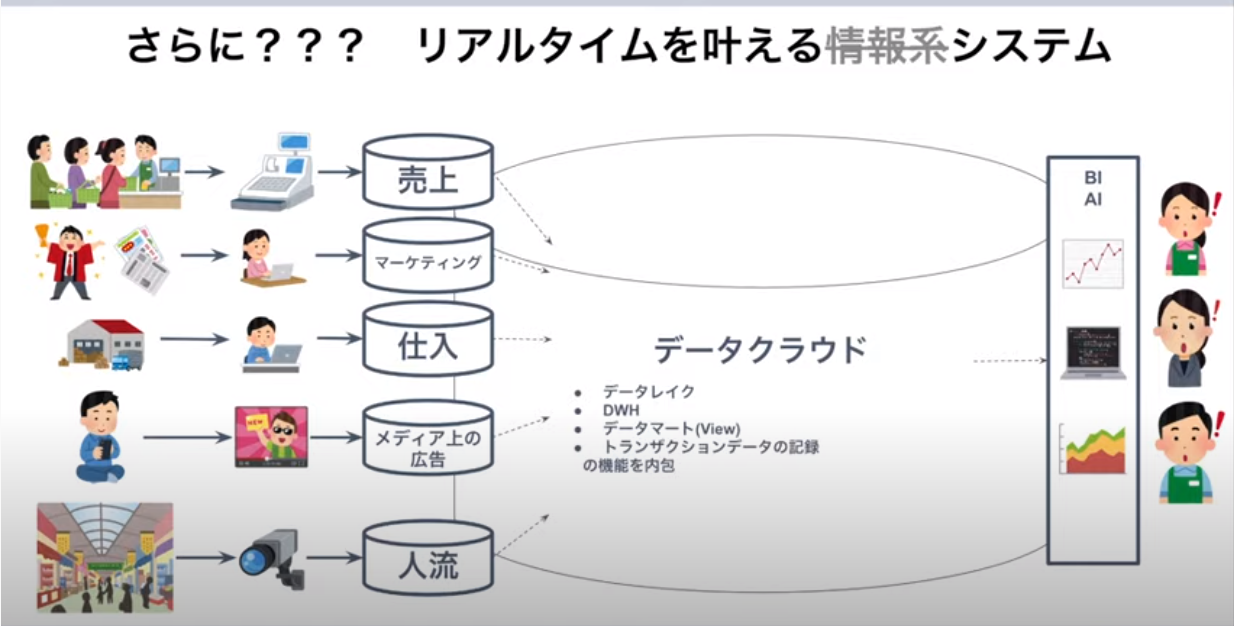 さらに？？？　リアルタイムを叶える情報系システム
売上
マーケティング
仕入
メディア上の
広告
人流
データクラウド
● データレイク
● DWH
● データマート(View)
● トランザクションデータの記録
の機能を内包
BI
AI
NEW